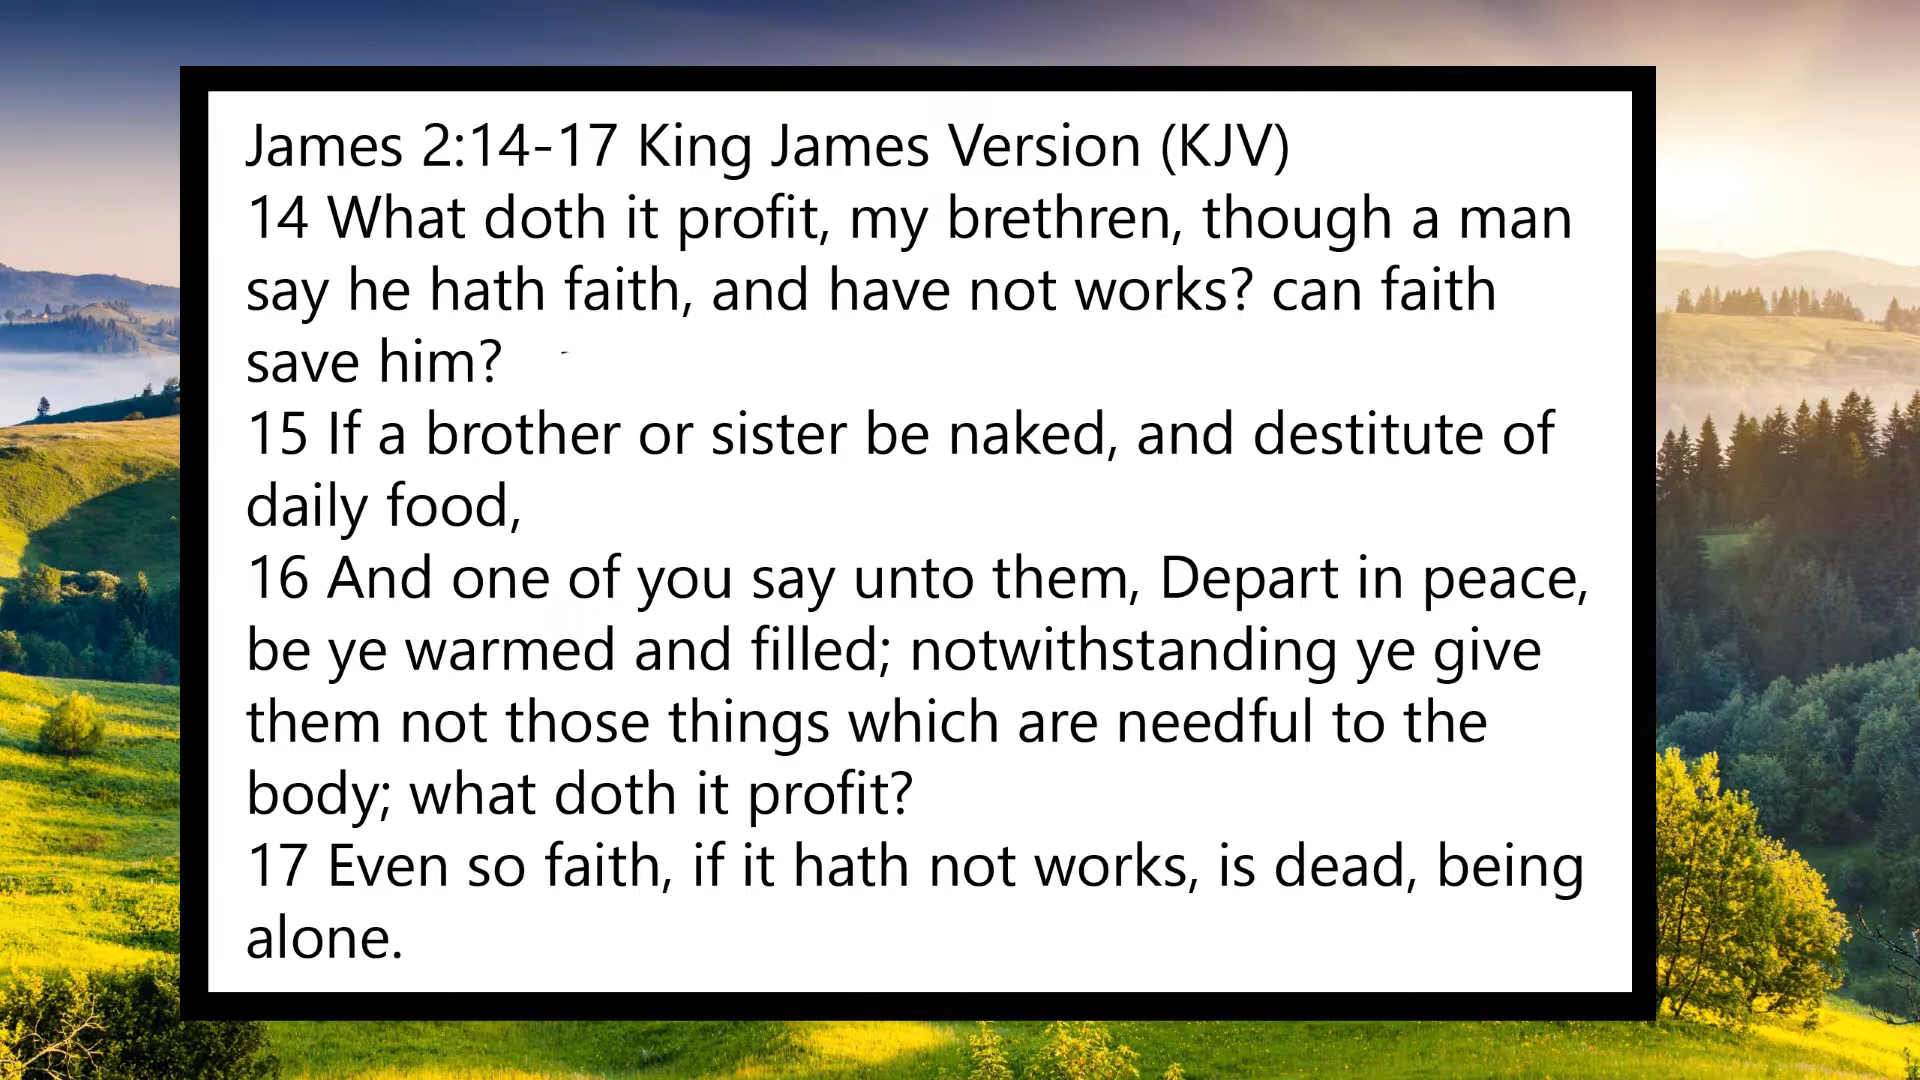 James 2:14-17 King James Version (KJV)
14 What doth it profit, my brethren, though a man
say he hath faith, and have not works? can faith
save him?
15 If a brother or sister be naked, and destitute of
daily food,
16 And one of you say unto them, Depart in peace,
be ye warmed and filled; notwithstanding ye give
them not those things which are needful to the
body; what doth it profit?
17 Even so faith, if it hath not works, is dead, being
alone.